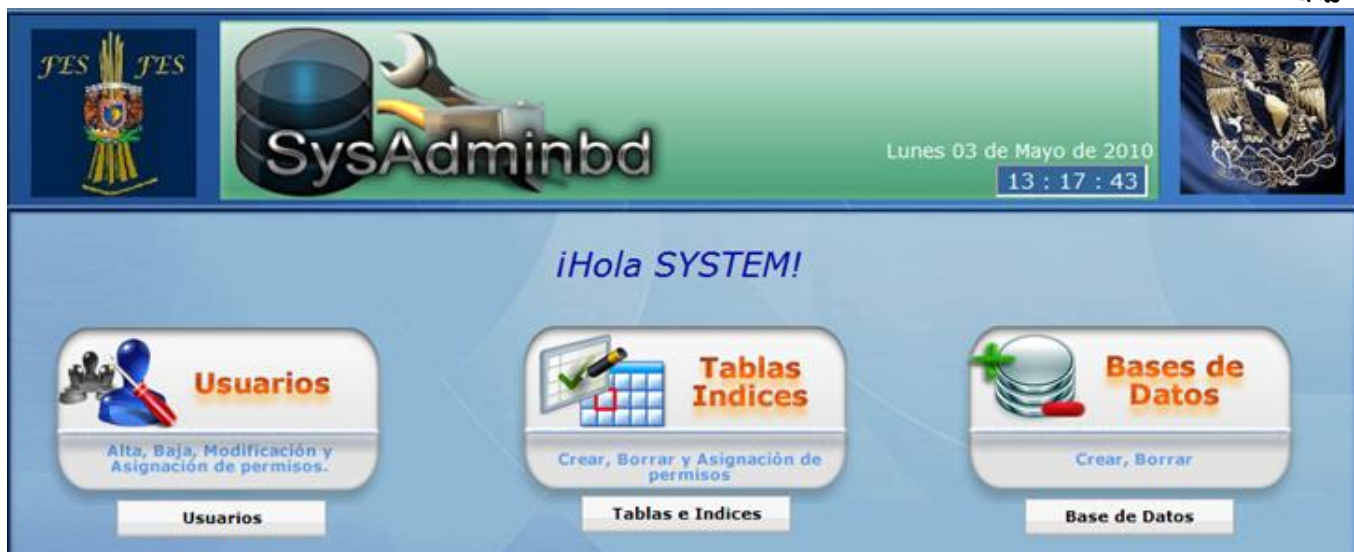 FES FES
SysAdminbd
Lunes 03 de Mayo de 2010
13 : 17 : 43
¡Hola SYSTEM!
Usuarios
Alta, Baja, Modificación y
Asignación de permisos.
Usuarios
Tablas
Indices
Crear, Borrar y Asignación de
permisos
Tablas e Indices
Bases de
Datos
Crear, Borrar
Base de Datos